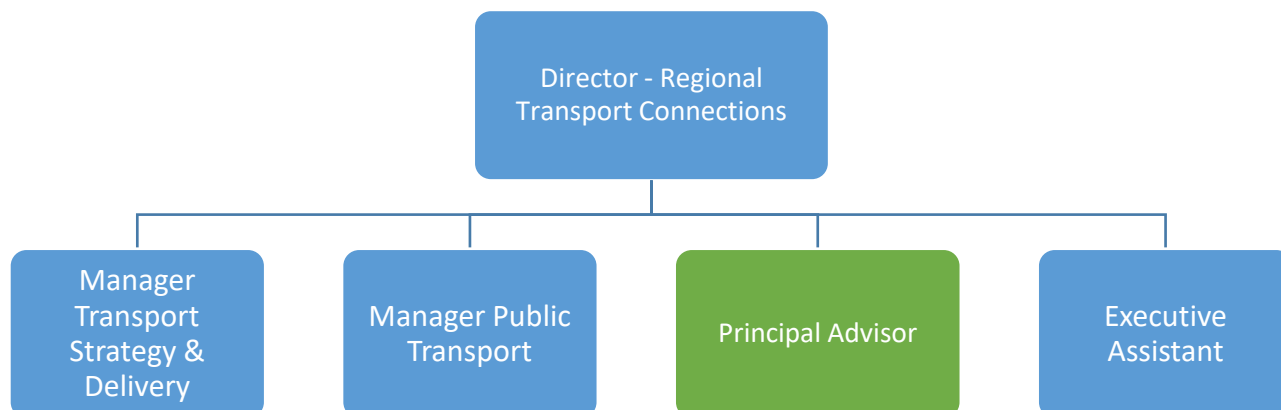 Director - Regional
Transport Connections
Manager
Transport
Strategy &
Delivery
Manager Public
Transport
Principal Advisor
Executive
Assistant